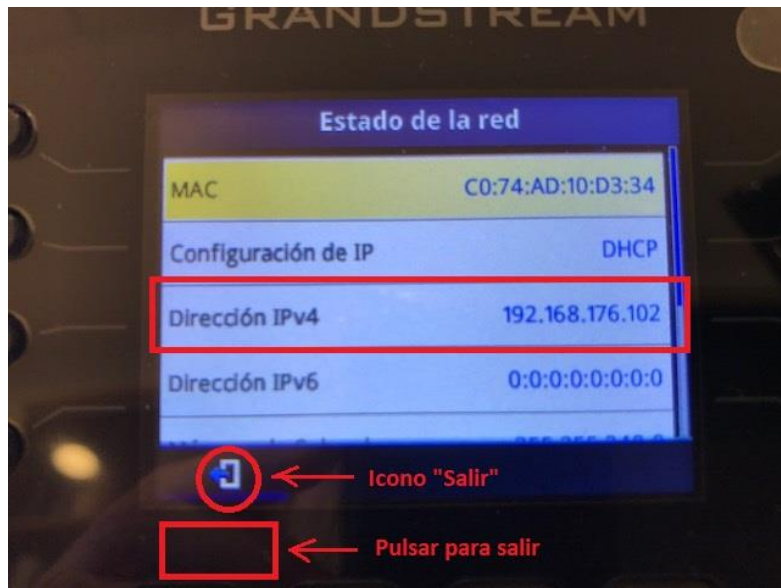 GRANDSTREAM
Estado de la red
MAC C0:74:AD:10:D3:34
Configuración de IP DHCP
Dirección IPv4 192.168.176.102
Dirección IPv6 0:0:0:0:0:0:0:0
Icono "Salir"
Pulsar para salir